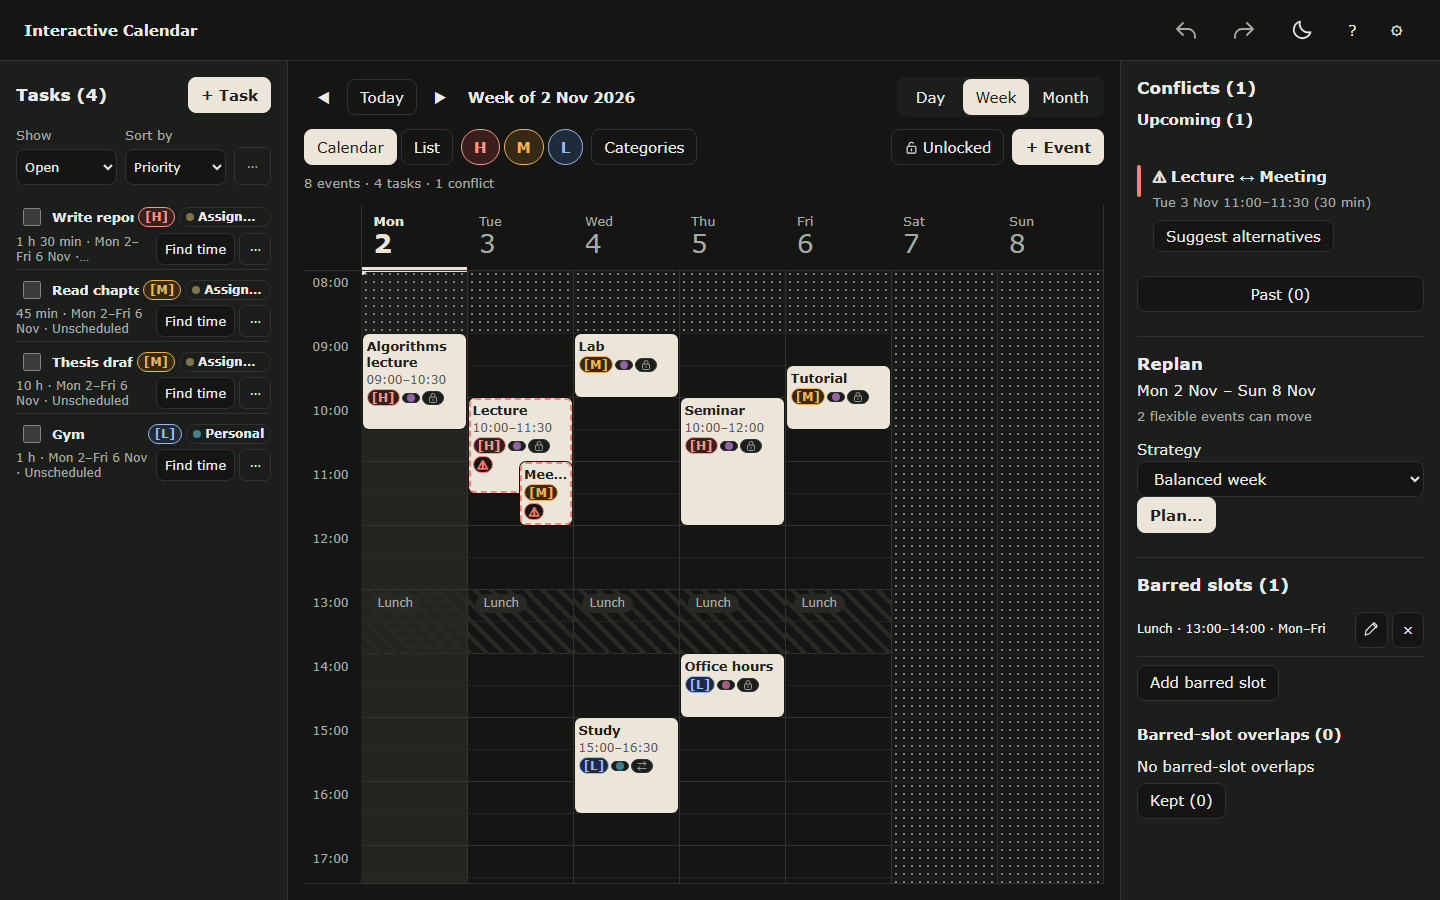 Interactive Calendar
?
Tasks (4)
+ Task
Show
Sort by
Open
Priority
...
Write repor [H] Assign...
1 h 30 min · Mon 2–
Fri 6 Nov ·...
Find time
...
Read chapte [M] Assign...
45 min · Mon 2–Fri 6
Nov · Unscheduled
Find time
...
Thesis draf [M] Assign...
10 h · Mon 2–Fri 6
Nov · Unscheduled
Find time
...
Gym [L] Personal
1 h · Mon 2–Fri 6 Nov
· Unscheduled
Find time
...
◀ Today ▶ Week of 2 Nov 2026
Day Week Month
Calendar List H M L Categories
Unlocked + Event
8 events · 4 tasks · 1 conflict
Mon Tue Wed Thu Fri Sat Sun
2 3 4 5 6 7 8
08:00
09:00
10:00
11:00
12:00
13:00
14:00
15:00
16:00
17:00
Algorithms
lecture
09:00–10:30
[H]
Lecture
10:00–11:30
[H]
Mee...
[M]
Lab
[M]
Seminar
10:00–12:00
[H]
Tutorial
[M]
Lunch Lunch Lunch Lunch Lunch
Office hours
[L]
Study
15:00–16:30
[L]
Conflicts (1)
Upcoming (1)
⚠ Lecture ↔ Meeting
Tue 3 Nov 11:00–11:30 (30 min)
Suggest alternatives
Past (0)
Replan
Mon 2 Nov – Sun 8 Nov
2 flexible events can move
Strategy
Balanced week
Plan...
Barred slots (1)
Lunch · 13:00–14:00 · Mon–Fri
×
Add barred slot
Barred-slot overlaps (0)
No barred-slot overlaps
Kept (0)